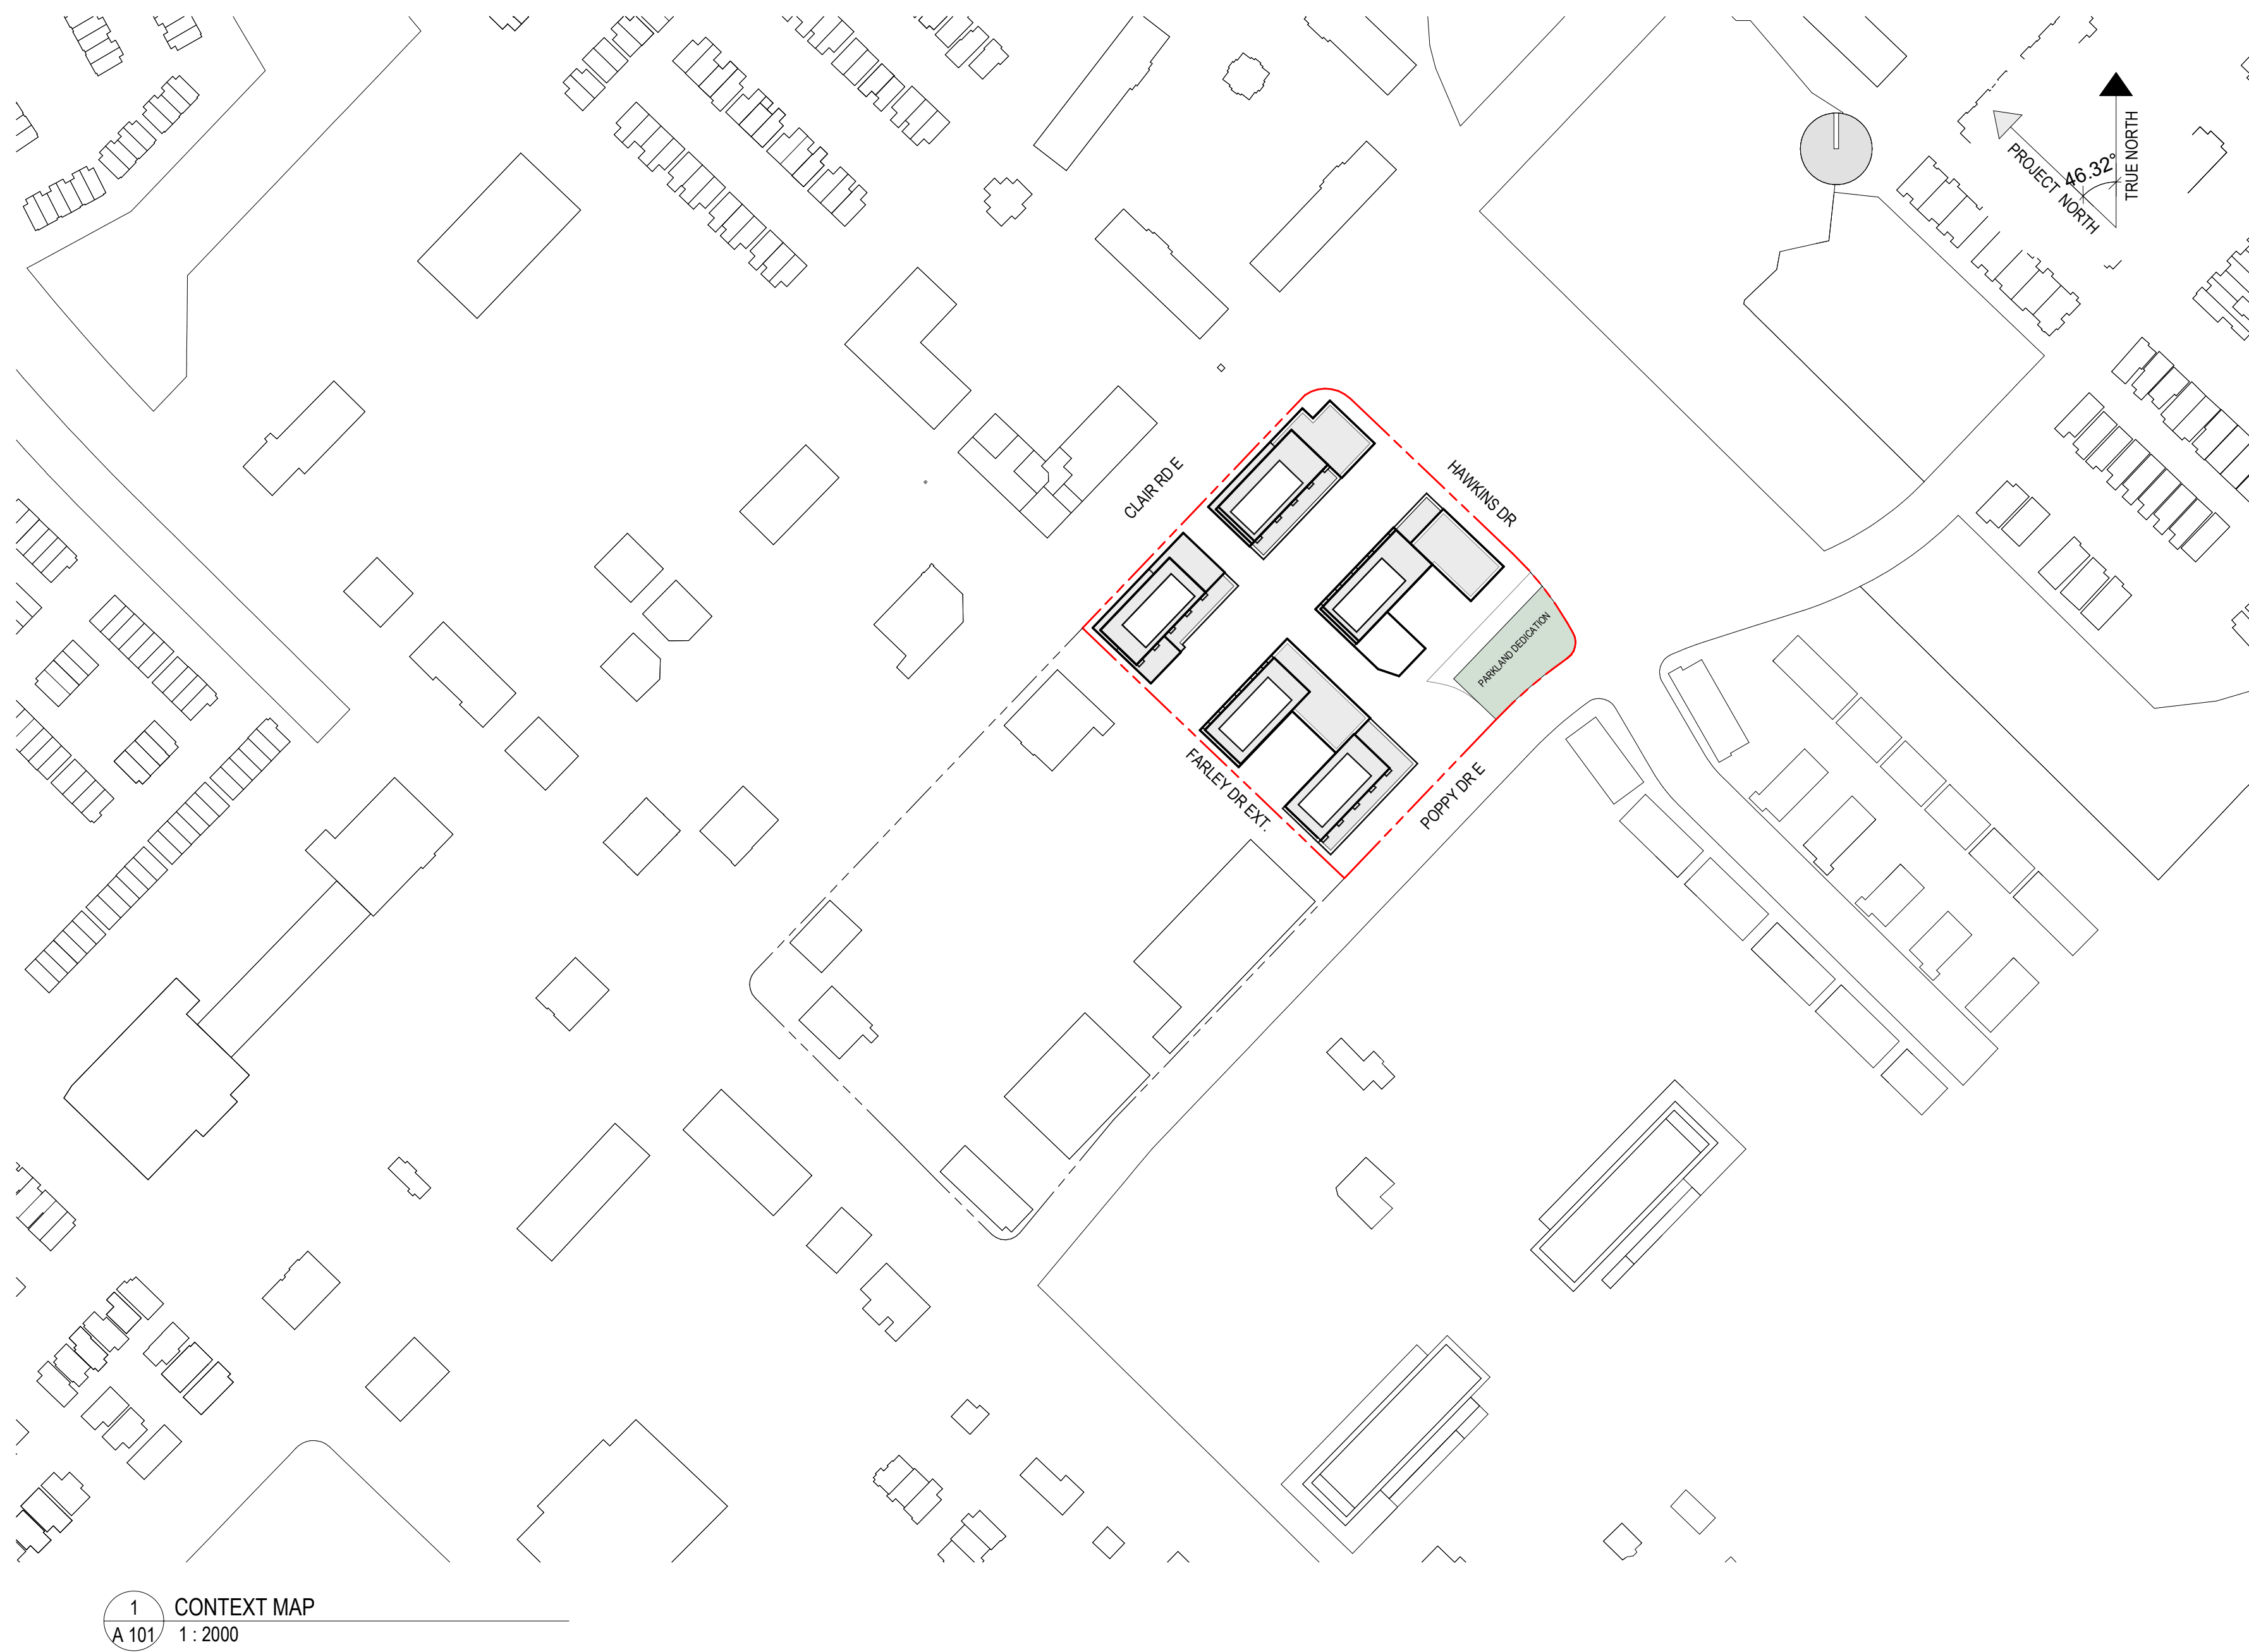 TRUE NORTH
46.32°
PROJECT NORTH
CLAIR RD E
HAWKINS DR
PARKLAND DEDICATION
FARLEY DR EXT.
POPPY DR E
1
CONTEXT MAP
A 101
1 : 2000